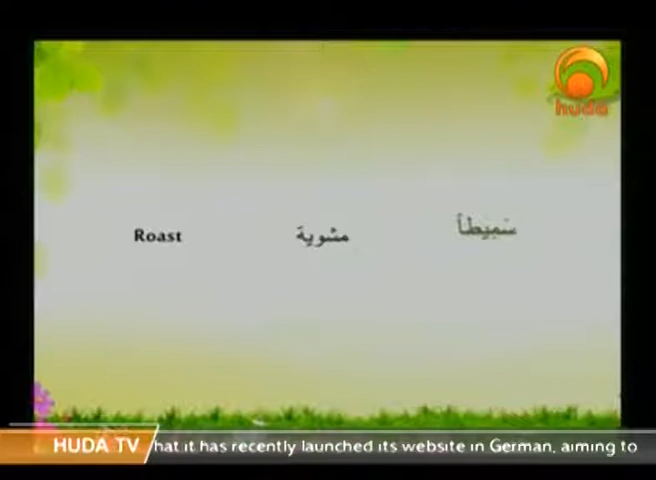 huda
Roast مشوية سَمِيطاً
HUDA TV hat it has recently launched its website in German, aiming to